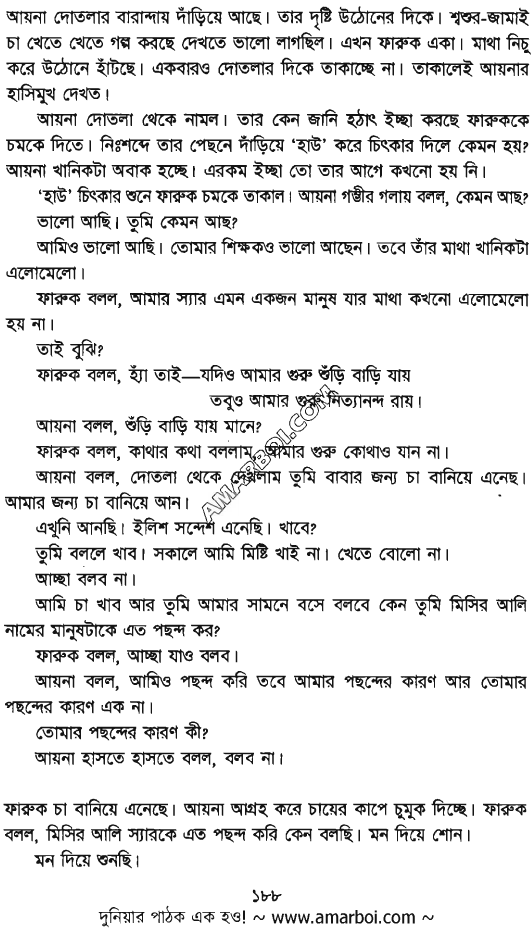 আয়না দোতলার বারান্দায় দাঁড়িয়ে আছে। তার দৃষ্টি উঠোনের দিকে। শ্বশুর-জামাই
চা খেতে খেতে গল্প করছে দেখতে ভালো লাগছিল। এখন ফারুক একা। মাথা নিচু
করে উঠোনে হাঁটছে। একবারও দোতলার দিকে তাকাচ্ছে না। তাকালেই আয়নার
হাসিমুখ দেখত।
আয়না দোতলা থেকে নামল। তার কেন জানি হঠাৎ ইচ্ছা করছে ফারুককে
চমকে দিতে। নিঃশব্দে তার পেছনে দাঁড়িয়ে ‘হাউ’ করে চিৎকার দিলে কেমন হয়?
আয়না খানিকটা অবাক হচ্ছে। এরকম ইচ্ছা তো তার আগে কখনো হয় নি।
‘হাউ’ চিৎকার শুনে ফারুক চমকে তাকাল। আয়না গম্ভীর গলায় বলল, কেমন আছ?
ভালো আছি। তুমি কেমন আছ?
আমিও ভালো আছি। তোমার শিক্ষকও ভালো আছেন। তবে তাঁর মাথা খানিকটা
এলোমেলো।
ফারুক বলল, আমার স্যার এমন একজন মানুষ যার মাথা কখনো এলোমেলো
হয় না।
তাই বুঝি?
ফারুক বলল, হ্যাঁ তাই—যদিও আমার গুরু শুঁড়ি বাড়ি যায়
তবুও আমার গুরু নিত্যানন্দ রায়।
আয়না বলল, শুঁড়ি বাড়ি যায় মানে?
ফারুক বলল, কথার কথা বললাম, আমার গুরু কোথাও যান না।
আয়না বলল, দোতলা থেকে দেখলাম তুমি বাবার জন্য চা বানিয়ে এনেছ।
আমার জন্য চা বানিয়ে আন।
এখুনি আনছি। ইলিশ সন্দেশ এনেছি। খাবে?
তুমি বললে খাব। সকালে আমি মিষ্টি খাই না। খেতে বোলো না।
আচ্ছা বলব না।
আমি চা খাব আর তুমি আমার সামনে বসে বলবে কেন তুমি মিসির আলি
নামের মানুষটাকে এত পছন্দ কর?
ফারুক বলল, আচ্ছা যাও বলব।
আয়না বলল, আমিও পছন্দ করি তবে আমার পছন্দের কারণ আর তোমার
পছন্দের কারণ এক না।
তোমার পছন্দের কারণ কী?
আয়না হাসতে হাসতে বলল, বলব না।
ফারুক চা বানিয়ে এনেছে। আয়না আগ্রহ করে চায়ের কাপে চুমুক দিচ্ছে। ফারুক
বলল, মিসির আলি স্যারকে এত পছন্দ করি কেন বলছি। মন দিয়ে শোন।
মন দিয়ে শুনছি।
১৮৮
দুনিয়ার পাঠক এক হও! ~ www.amarboi.com ~
AMARBOI.COM